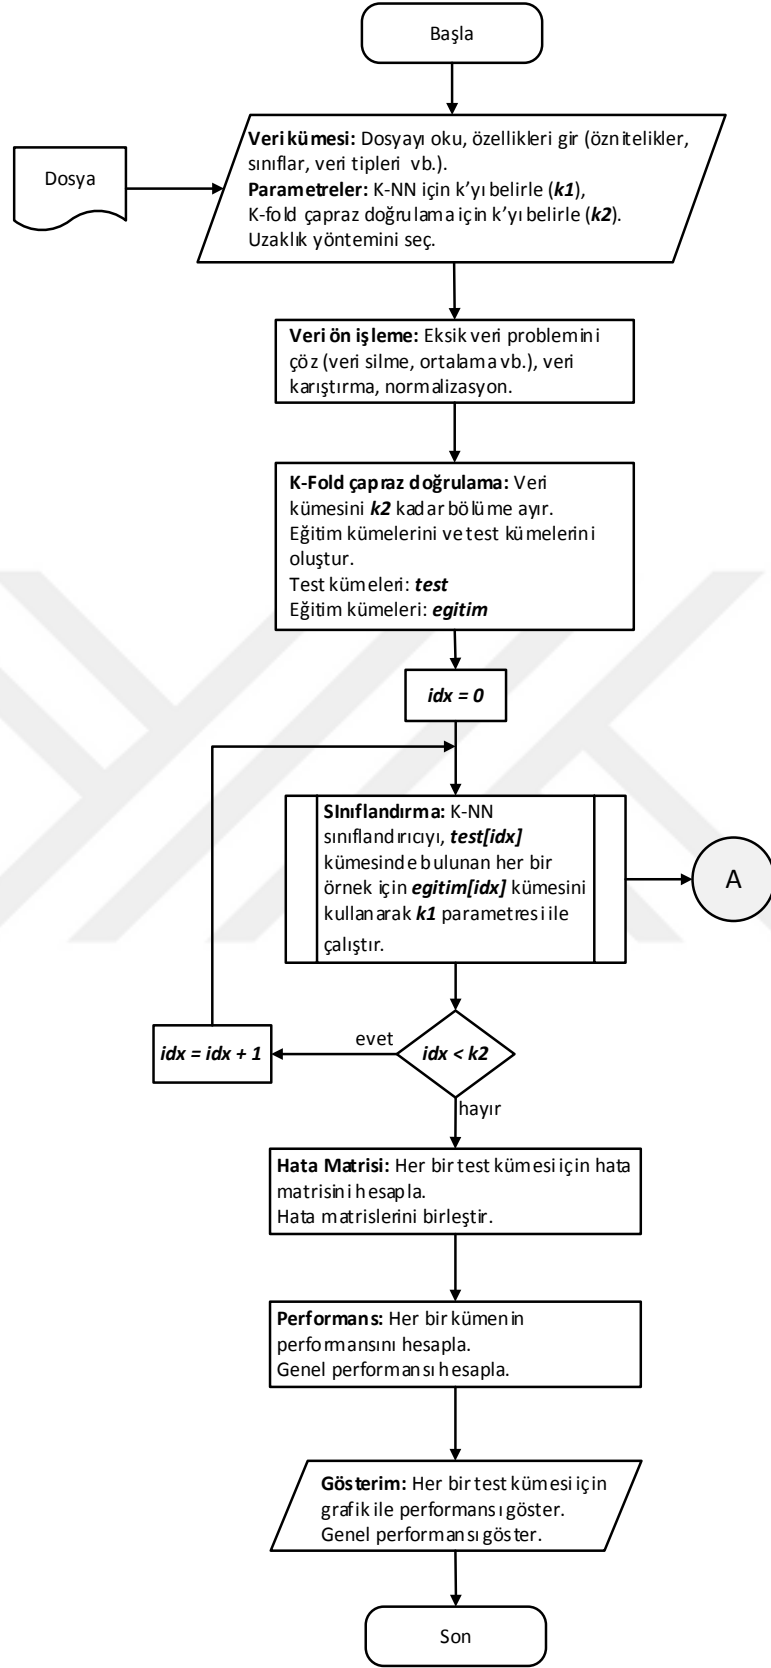 Başla
Veri kümesi: Dosyayı oku, özellikleri gir (öznitelikler,
sınıflar, veri tipleri vb.).
Parametreler: K-NN için k'yı belirle (k1),
K-fold çapraz doğrulama için k'yı belirle (k2).
Uzaklık yöntemini seç.
Dosya
Veri ön işleme: Eksik veri problemini
çöz (veri silme, ortalama vb.), veri
karıştırma, normalizasyon.
K-Fold çapraz doğrulama: Veri
kümesini k2 kadar bölüme ayır.
Eğitim kümelerini ve test kümelerini
oluştur.
Test kümeleri: test
Eğitim kümeleri: egitim
idx = 0
Sınıflandırma: K-NN
sınıflandırıcıyı, test[idx]
kümesinde bulunan her bir
örnek için egitim[idx] kümesini
kullanarak k1 parametresi ile
çalıştır.
A
evet
idx = idx + 1
idx < k2
hayır
Hata Matrisi: Her bir test kümesi için hata
matrisini hesapla.
Hata matrislerini birleştir.
Performans: Her bir kümenin
performansını hesapla.
Genel performansı hesapla.
Gösterim: Her bir test kümesi için
grafik ile performansı göster.
Genel performansı göster.
Son